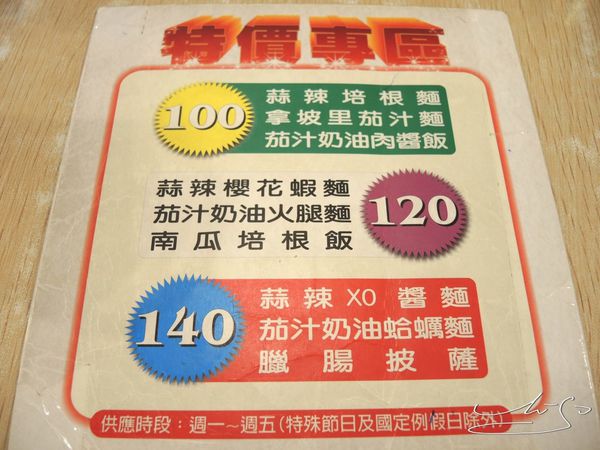 特價專區
100
蒜辣培根麵
拿坡里茄汁麵
茄汁奶油肉醬飯
蒜辣櫻花蝦麵
茄汁奶油火腿麵
南瓜培根飯
120
140
蒜辣XO醬麵
茄汁奶油蛤蠣麵
臘腸披薩
供應時段：週一～週五(特殊節日及國定例假日除外)